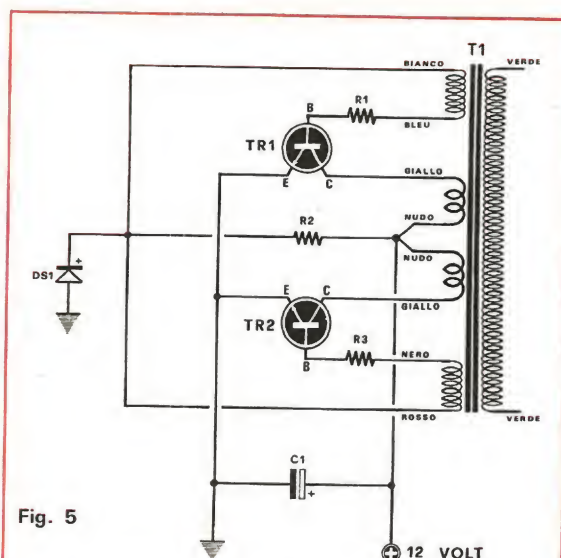 T1
BIANCO
VERDE
B
R1
BLEU
TR1
E
C
GIALLO
NUDO
R2
NUDO
DS1
+
E
C
GIALLO
TR2
B
R3
NERO
ROSSO
VERDE
C1
+
Fig. 5
+ 12 VOLT